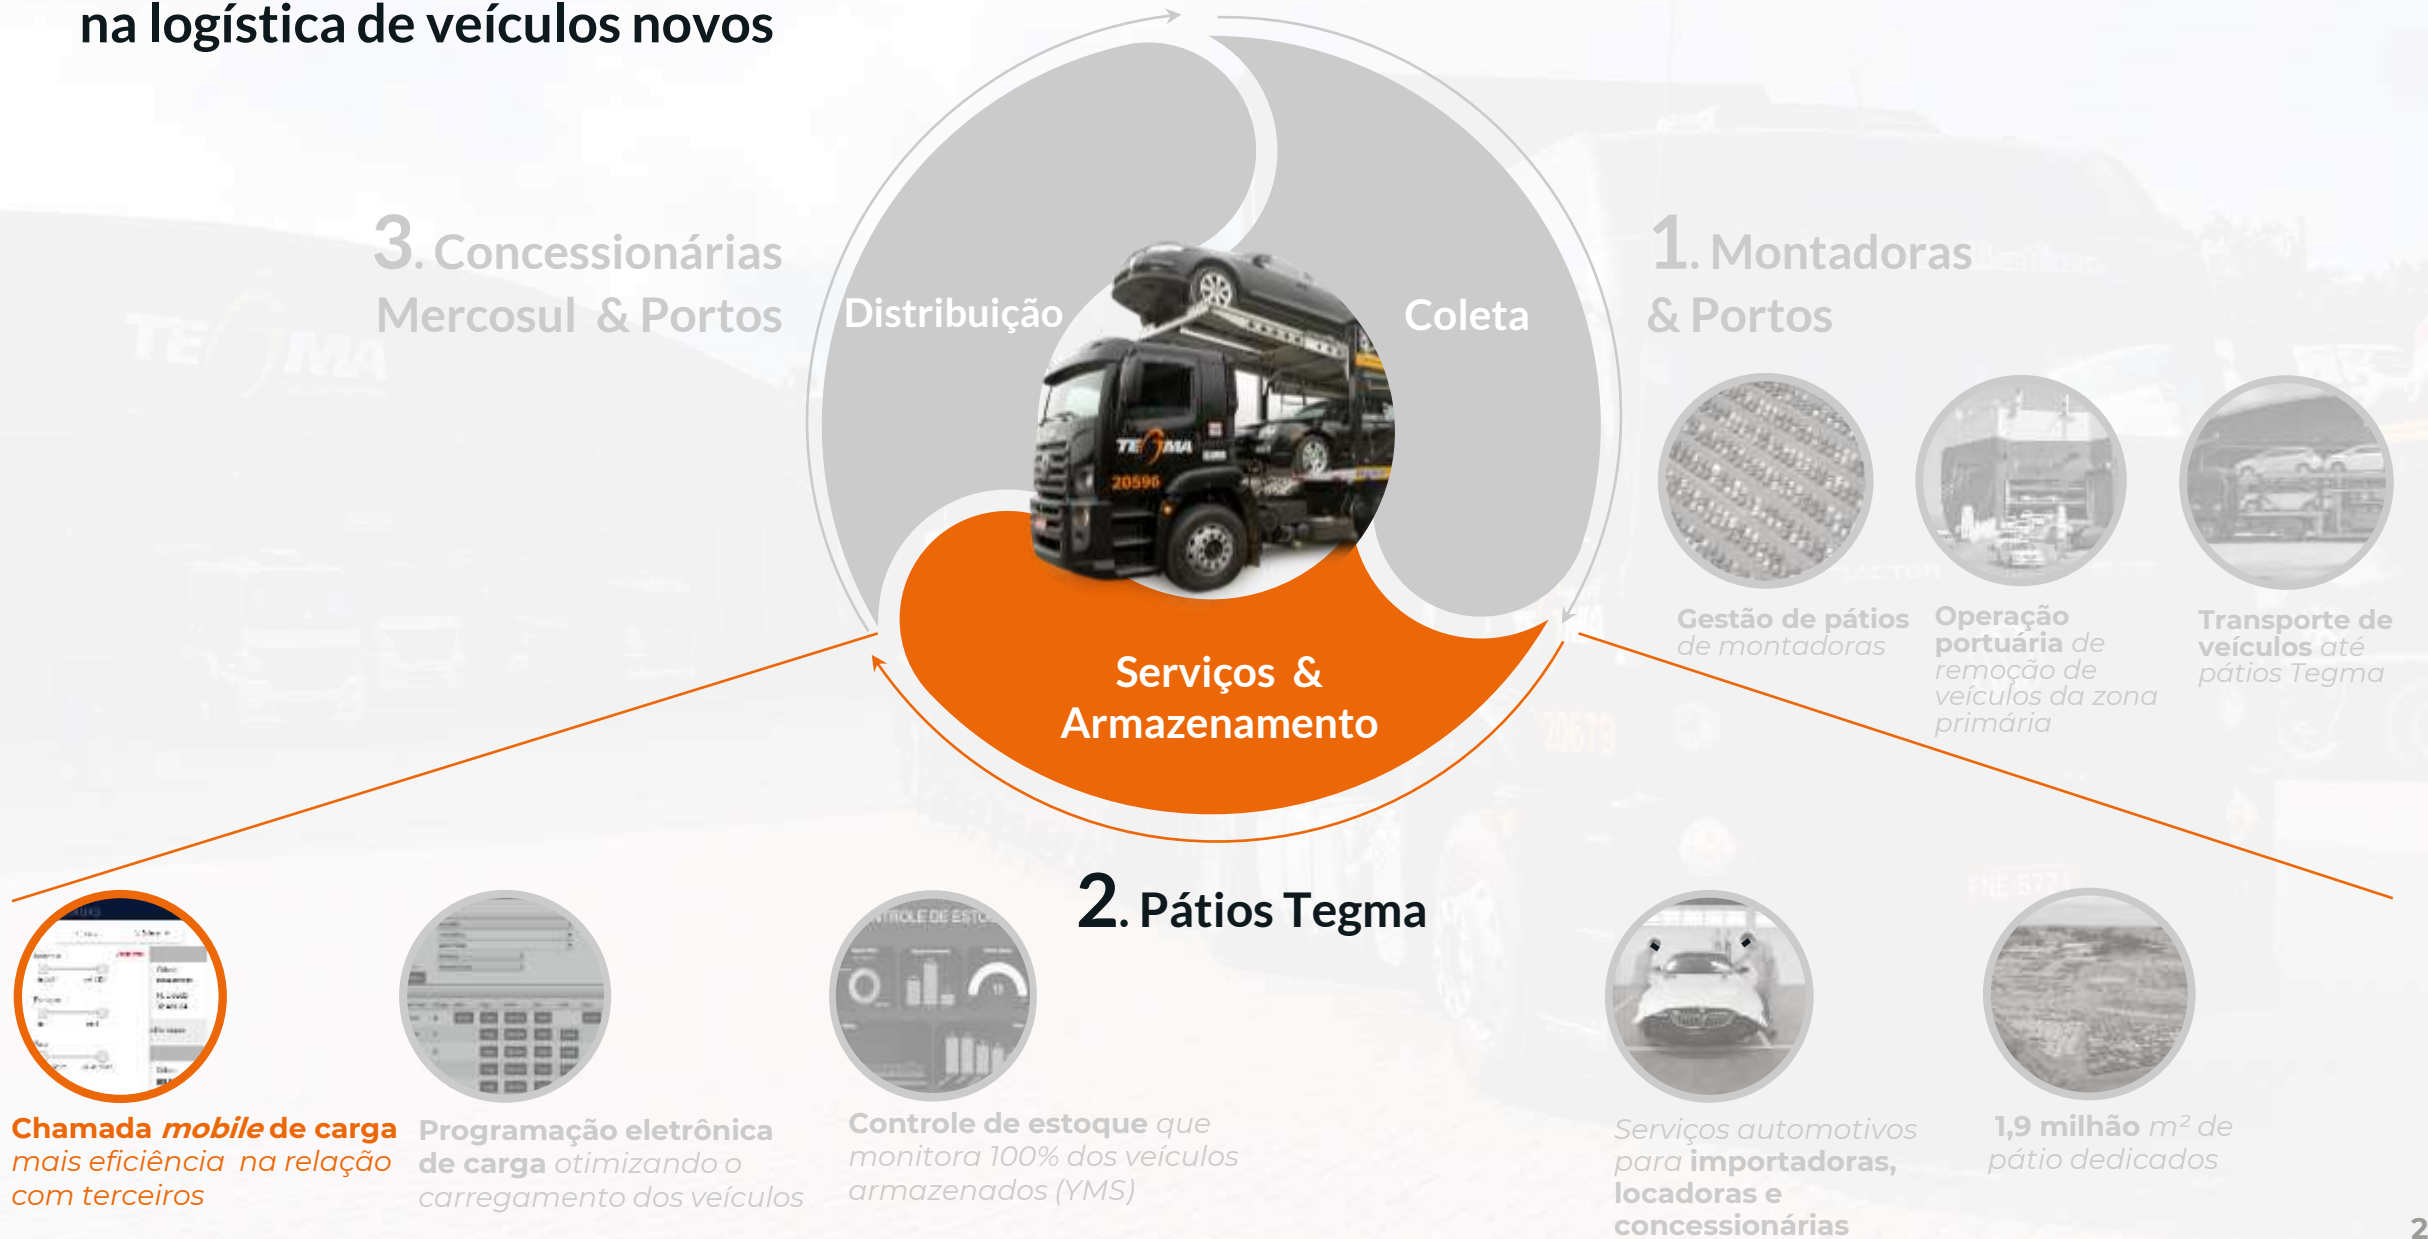 na logística de veículos novos
3. Concessionárias
Mercosul & Portos
Distribuição
Coleta
1. Montadoras
& Portos
TEGMA
TEGMA
20596
Gestão de pátios
de montadoras
Operação
portuária de
remoção de
veículos da zona
primária
Transporte de
veículos até
pátios Tegma
Serviços &
Armazenamento
20679
2. Pátios Tegma
Chamada mobile de carga
mais eficiência na relação
com terceiros
Programação eletrônica
de carga otimizando o
carregamento dos veículos
Controle de estoque que
monitora 100% dos veículos
armazenados (YMS)
Serviços automotivos
para importadoras,
locadoras e
concessionárias
1,9 milhão m² de
pátio dedicados
2